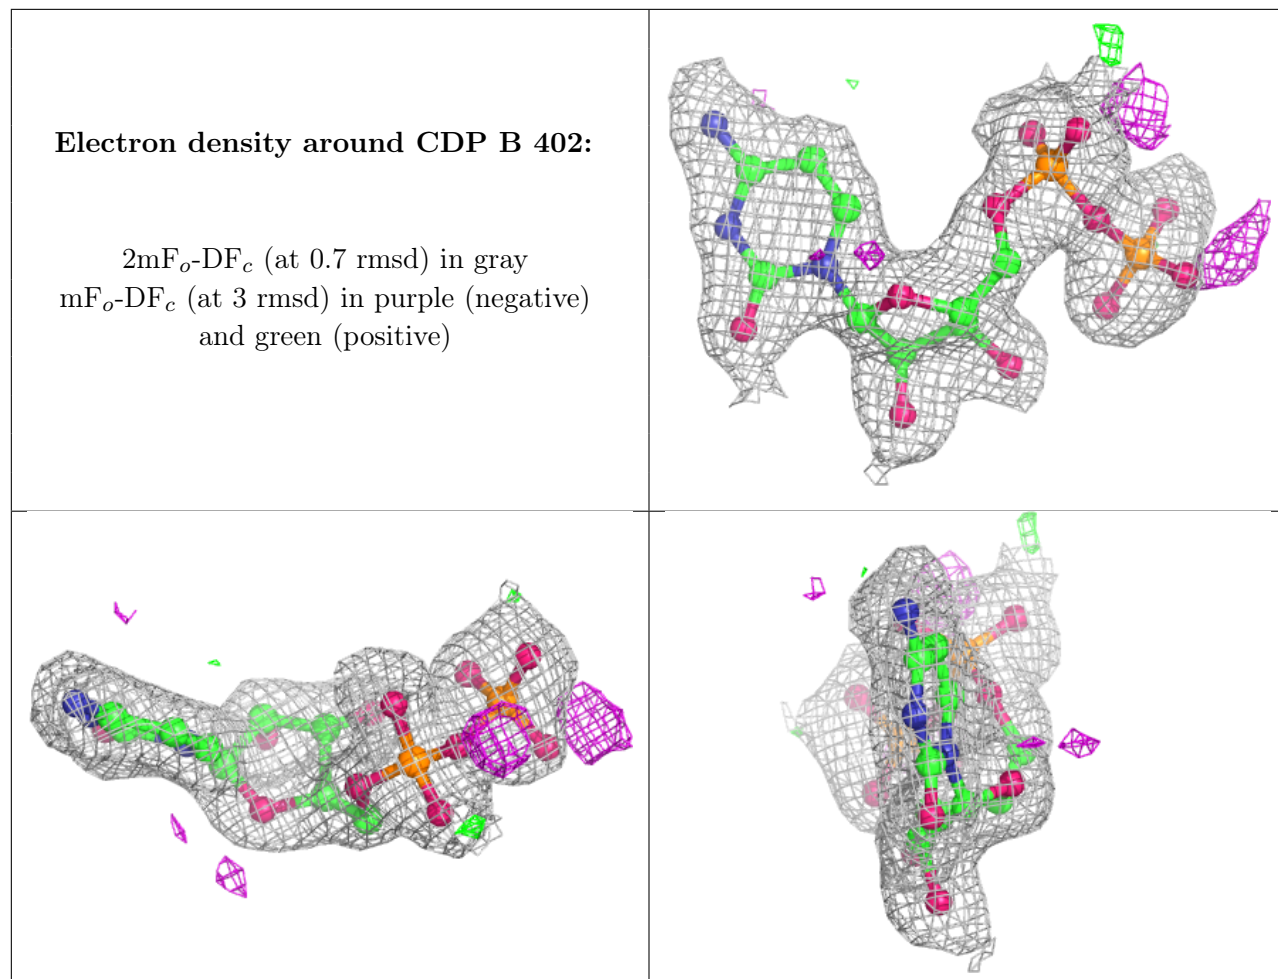 Electron density around CDP B 402:
2mFo-DFc (at 0.7 rmsd) in gray
mFo-DFc (at 3 rmsd) in purple (negative)
and green (positive)